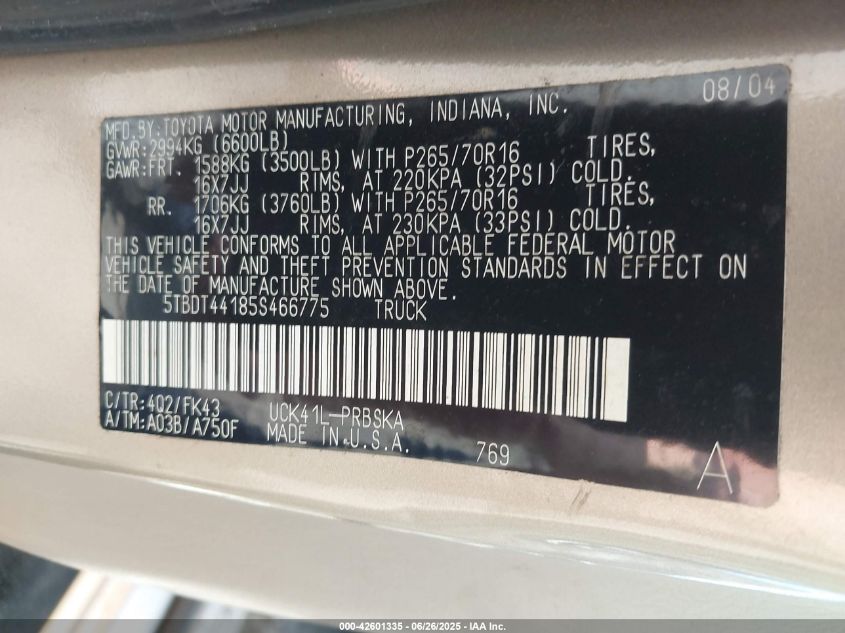 08/04
MFD.BY:TOYOTA MOTOR MANUFACTURING, INDIANA, INC.
GVWR:2994KG (6600LB)
GAWR:FRT. 1588KG (3500LB) WITH P265/70R16 TIRES,
16X7JJ RIMS, AT 220KPA (32PSI) COLD.
RR. 1706KG (3760LB) WITH P265/70R16 TIRES,
16X7JJ RIMS, AT 230KPA (33PSI) COLD.
THIS VEHICLE CONFORMS TO ALL APPLICABLE FEDERAL MOTOR
VEHICLE SAFETY AND THEFT PREVENTION STANDARDS IN EFFECT ON
THE DATE OF MANUFACTURE SHOWN ABOVE.
5TBDT44185S466775 TRUCK
C/TR:4Q2/FK43 UCK41L-PRBSKA
A/TM:A03B/A750F MADE IN U.S.A. 769 A
000-42601335 - 06/26/2025 - IAA Inc.